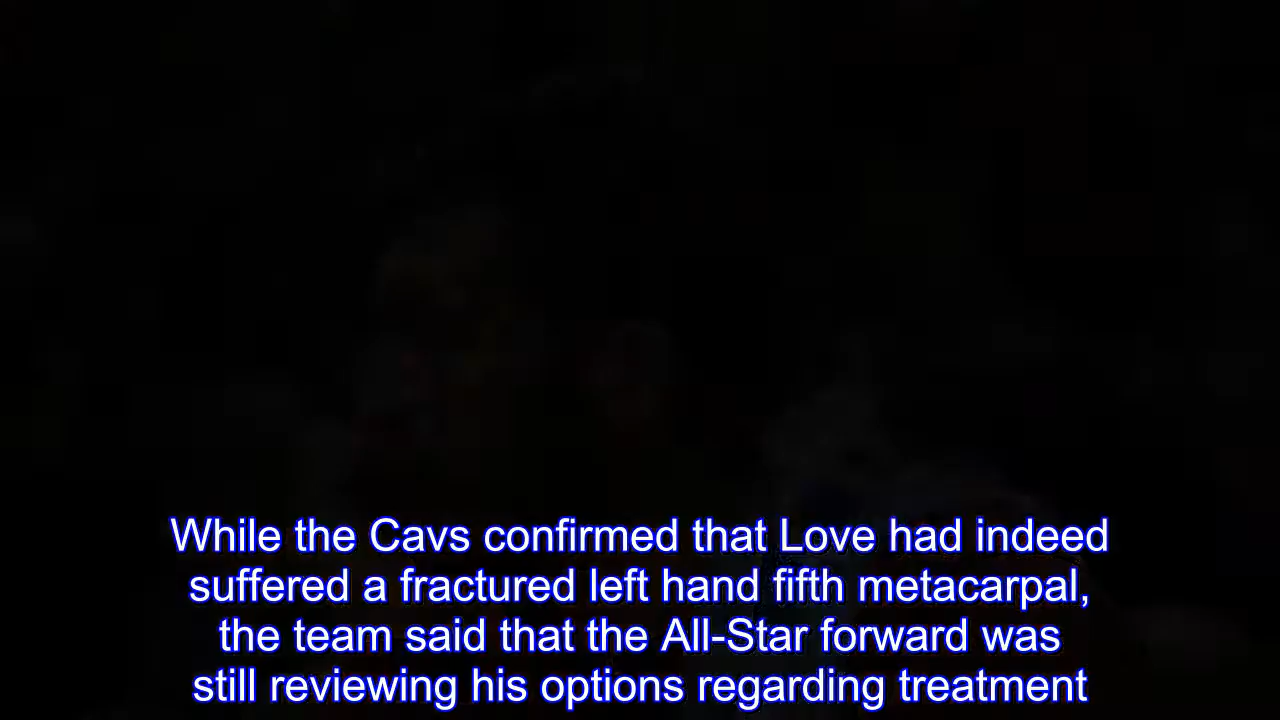 While the Cavs confirmed that Love had indeed
suffered a fractured left hand fifth metacarpal,
the team said that the All-Star forward was
still reviewing his options regarding treatment